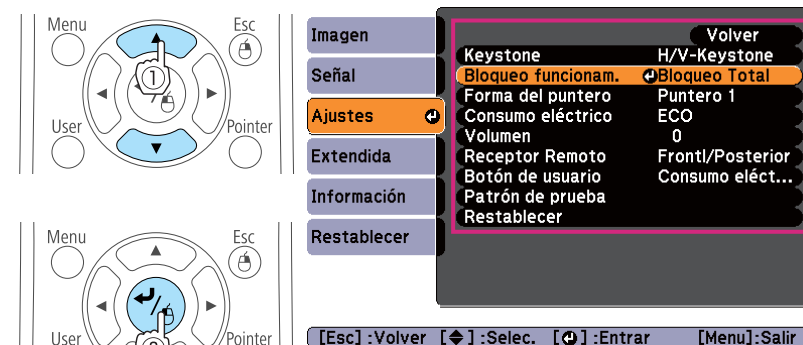 Menu
Esc
①
User
Pointer
Menu
Esc
User
Pointer
Imagen
Señal
Ajustes
Extendida
Información
Restablecer
Volver
Keystone H/V-Keystone
Bloqueo funcionam. Bloqueo Total
Forma del puntero Puntero 1
Consumo eléctrico ECO
Volumen 0
Receptor Remoto Frontl/Posterior
Botón de usuario Consumo eléct...
Patrón de prueba
Restablecer
[Esc] :Volver [◆] :Selec. [⏎] :Entrar [Menu]:Salir